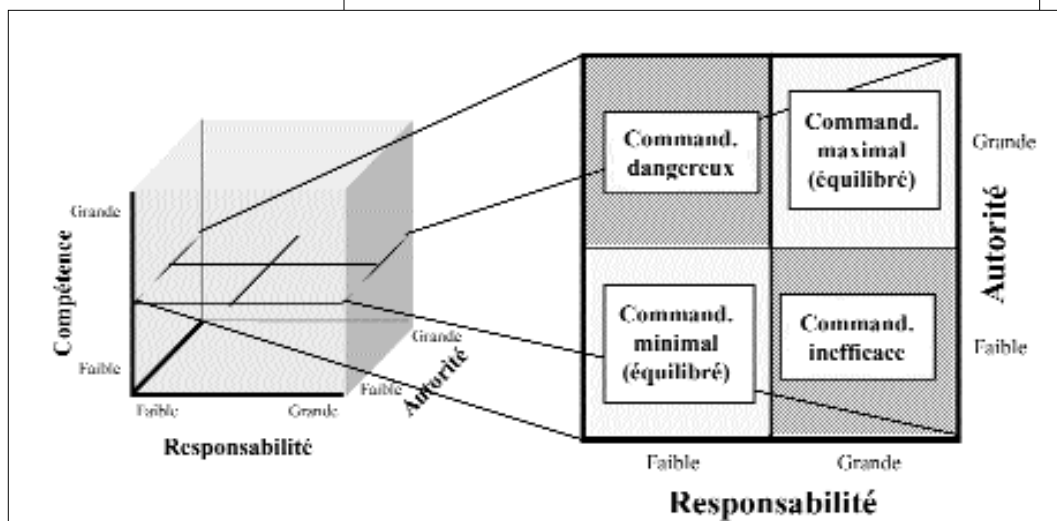 Grande
Compétence
Faible
Faible
Grande
Responsabilité
Faible
Grande
Autorité
Command.
dangereux
Command.
maximal
(équilibré)
Command.
minimal
(équilibré)
Command.
inefficace
Grande
Autorité
Faible
Faible
Grande
Responsabilité